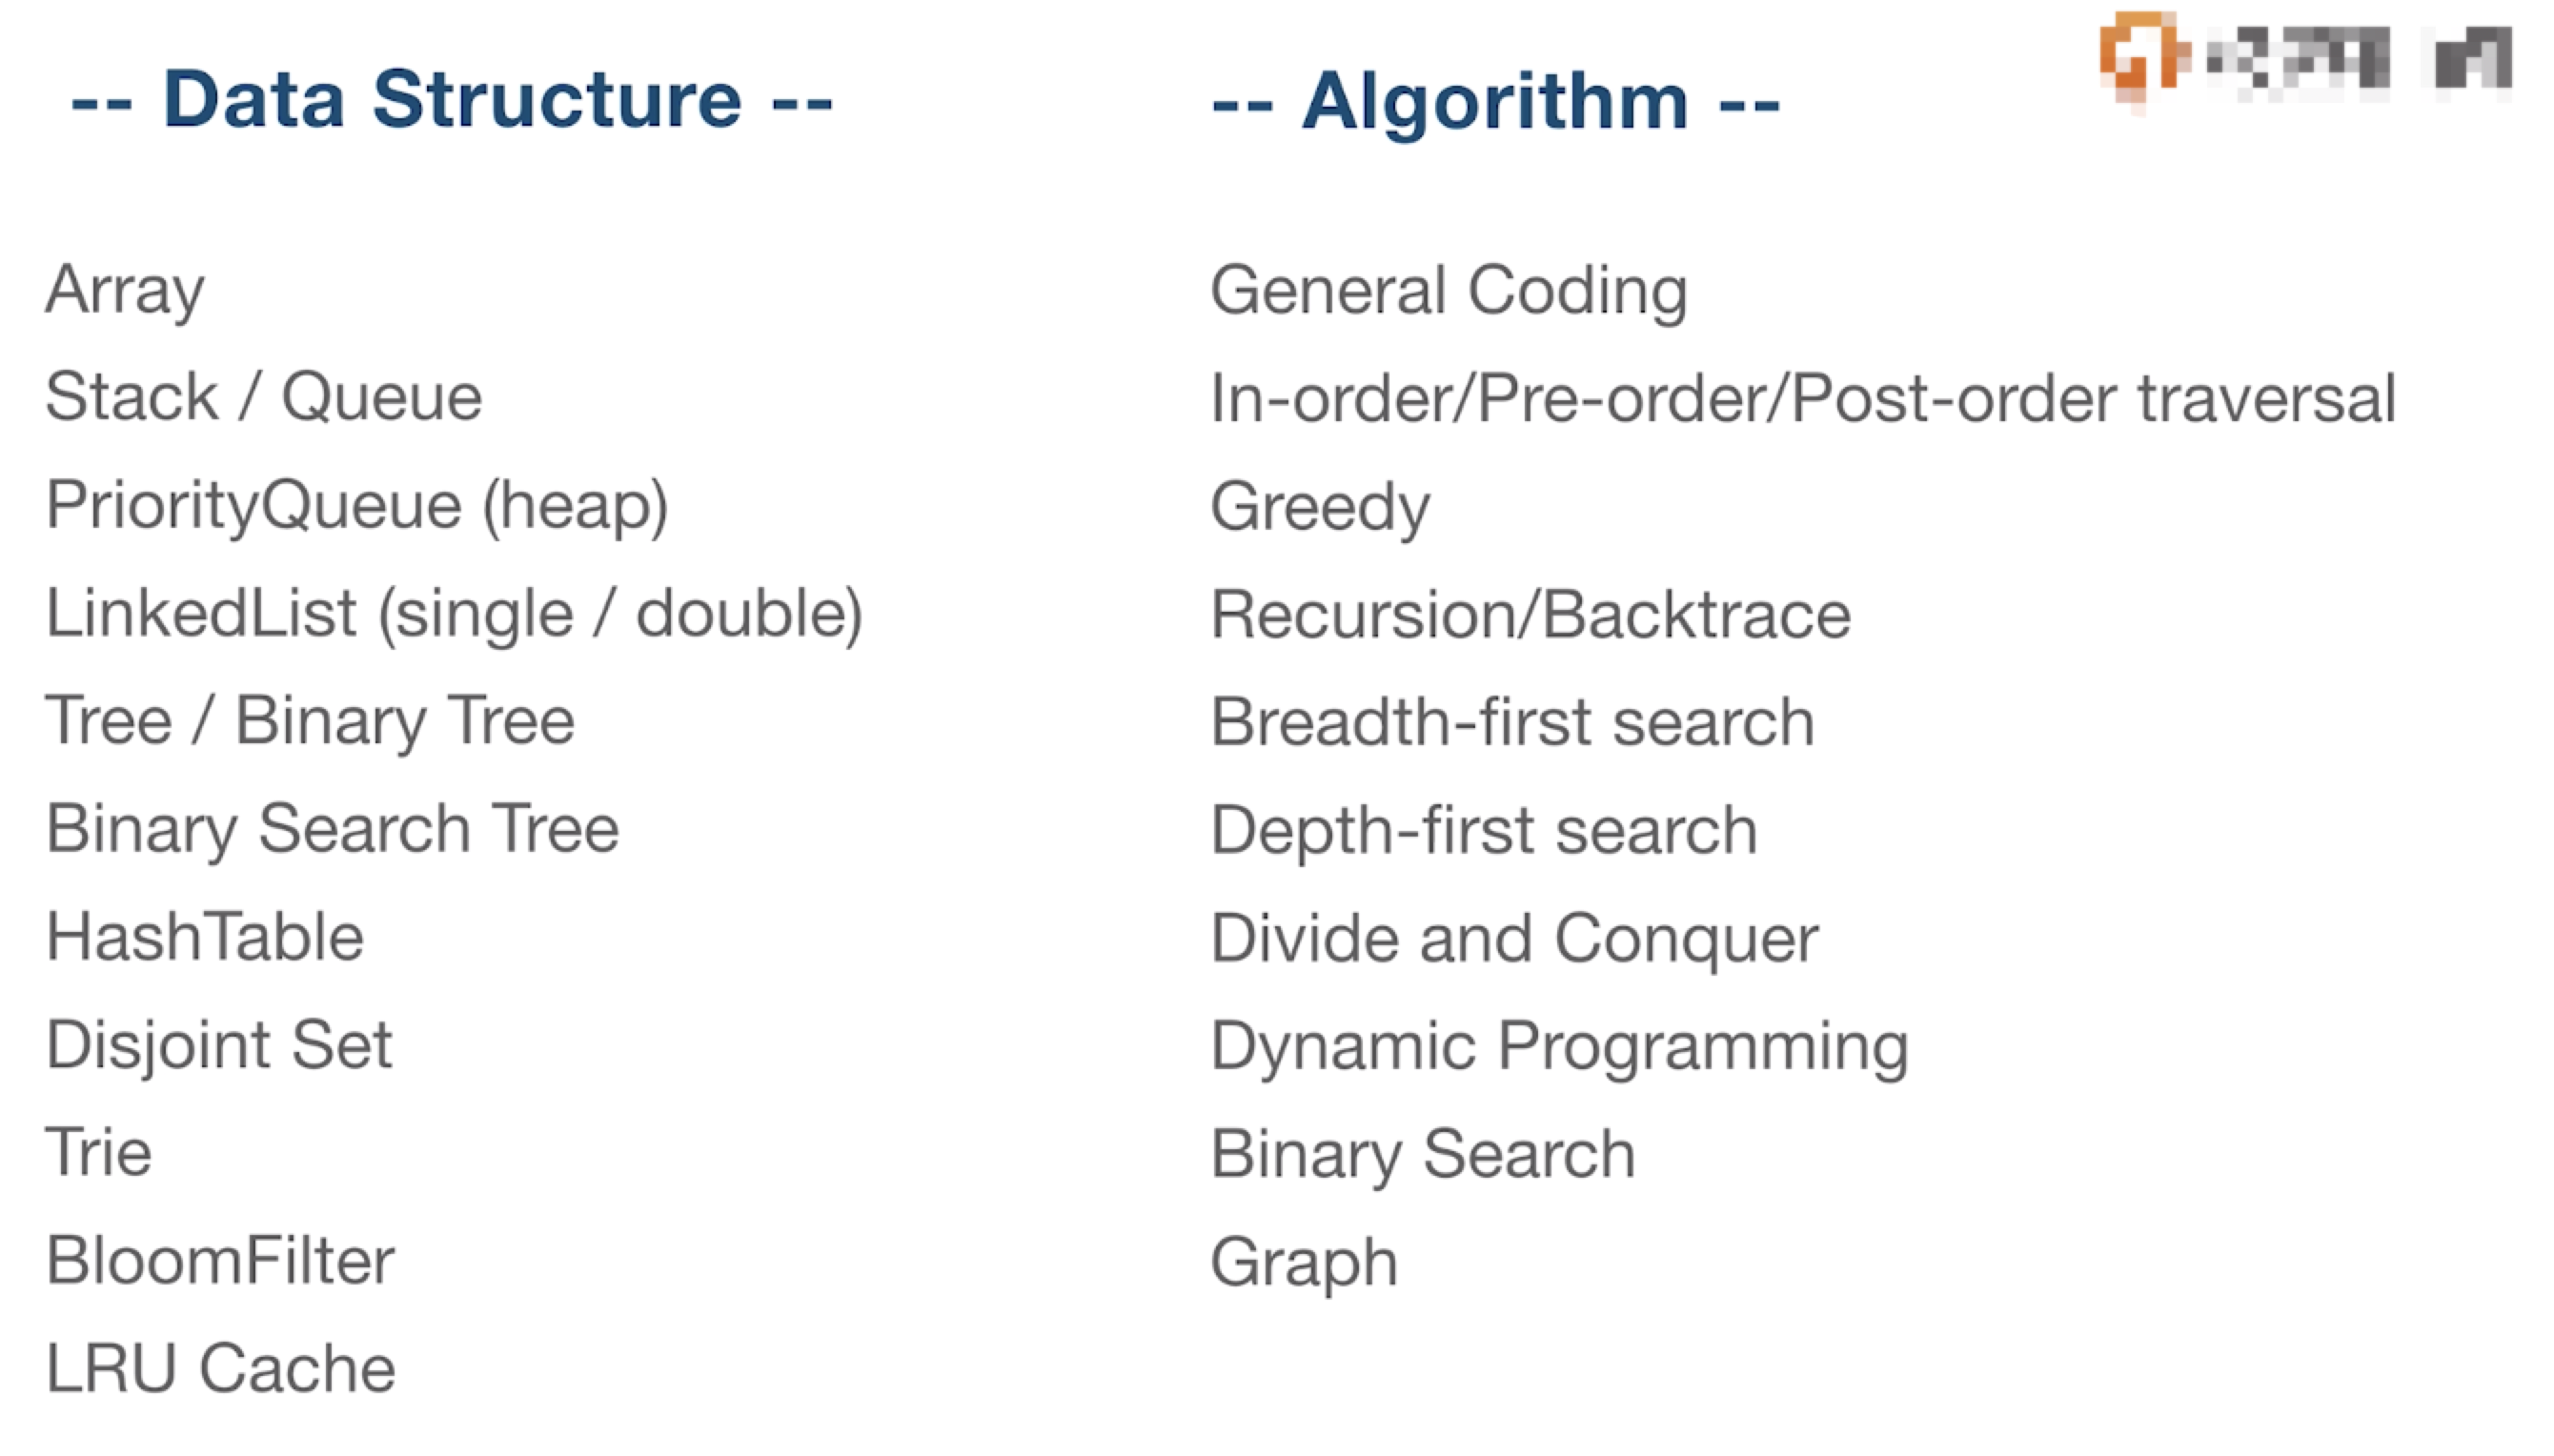 -- Data Structure --
Array
Stack / Queue
PriorityQueue (heap)
LinkedList (single / double)
Tree / Binary Tree
Binary Search Tree
HashTable
Disjoint Set
Trie
BloomFilter
LRU Cache
-- Algorithm --
General Coding
In-order/Pre-order/Post-order traversal
Greedy
Recursion/Backtrace
Breadth-first search
Depth-first search
Divide and Conquer
Dynamic Programming
Binary Search
Graph